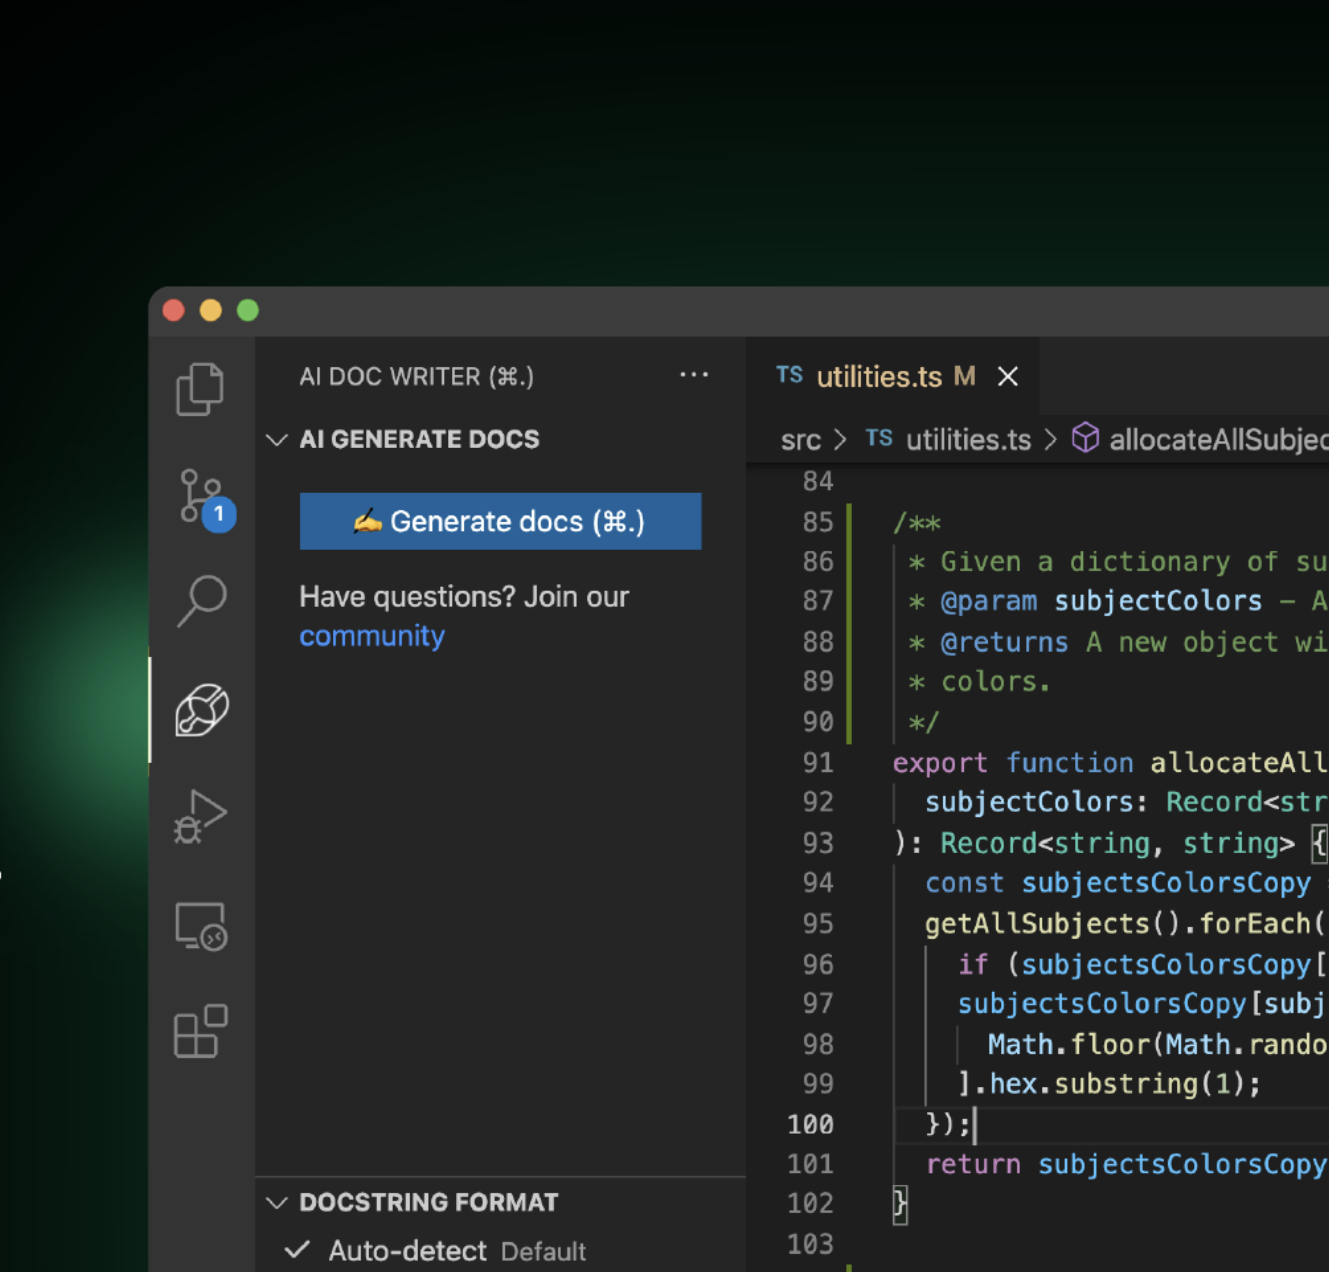 AI DOC WRITER (⌘.)
...
AI GENERATE DOCS
✍️ Generate docs (⌘.)
Have questions? Join our
community
1
DOCSTRING FORMAT
Auto-detect Default
TS utilities.ts M
src > TS utilities.ts > allocateAllSubjec
84
85 /**
86 * Given a dictionary of su
87 * @param subjectColors – A
88 * @returns A new object wi
89 * colors.
90 */
91 export function allocateAll
92 subjectColors: Record<str
93 ): Record<string, string> {
94 const subjectsColorsCopy
95 getAllSubjects().forEach(
96 if (subjectsColorsCopy[
97 subjectsColorsCopy[subj
98 Math.floor(Math.rando
99 ].hex.substring(1);
100 });
101 return subjectsColorsCopy
102 }
103